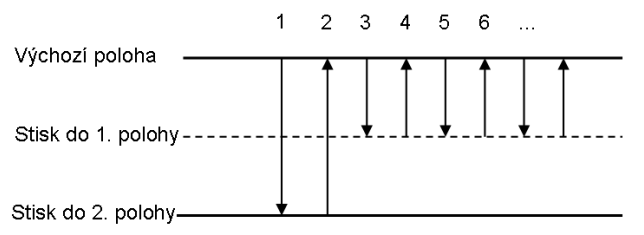 1 2 3 4 5 6 ...
Výchozí poloha
Stisk do 1. polohy
Stisk do 2. polohy